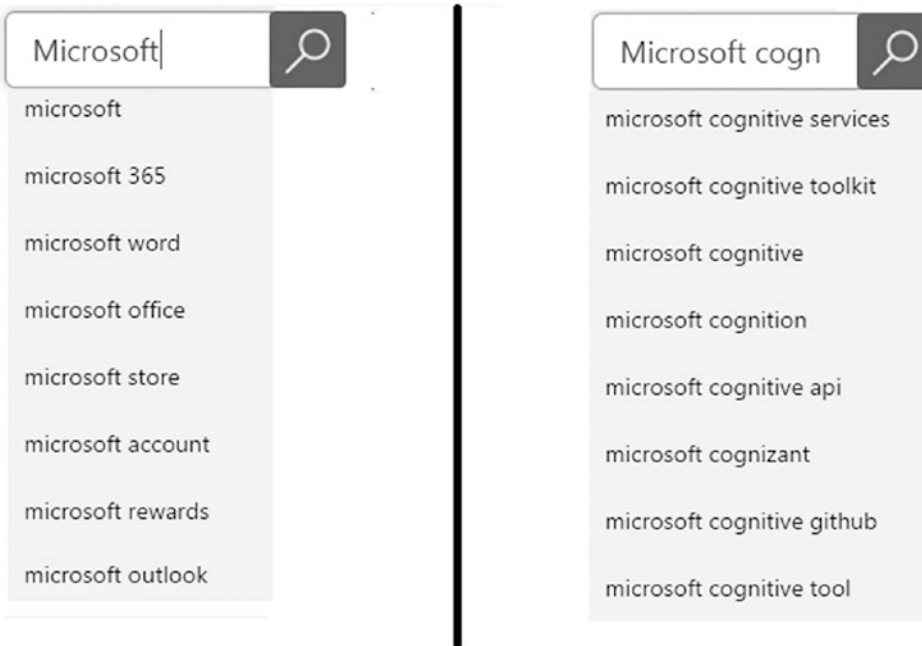 Microsoft
microsoft
microsoft 365
microsoft word
microsoft office
microsoft store
microsoft account
microsoft rewards
microsoft outlook
Microsoft cogn
microsoft cognitive services
microsoft cognitive toolkit
microsoft cognitive
microsoft cognition
microsoft cognitive api
microsoft cognizant
microsoft cognitive github
microsoft cognitive tool